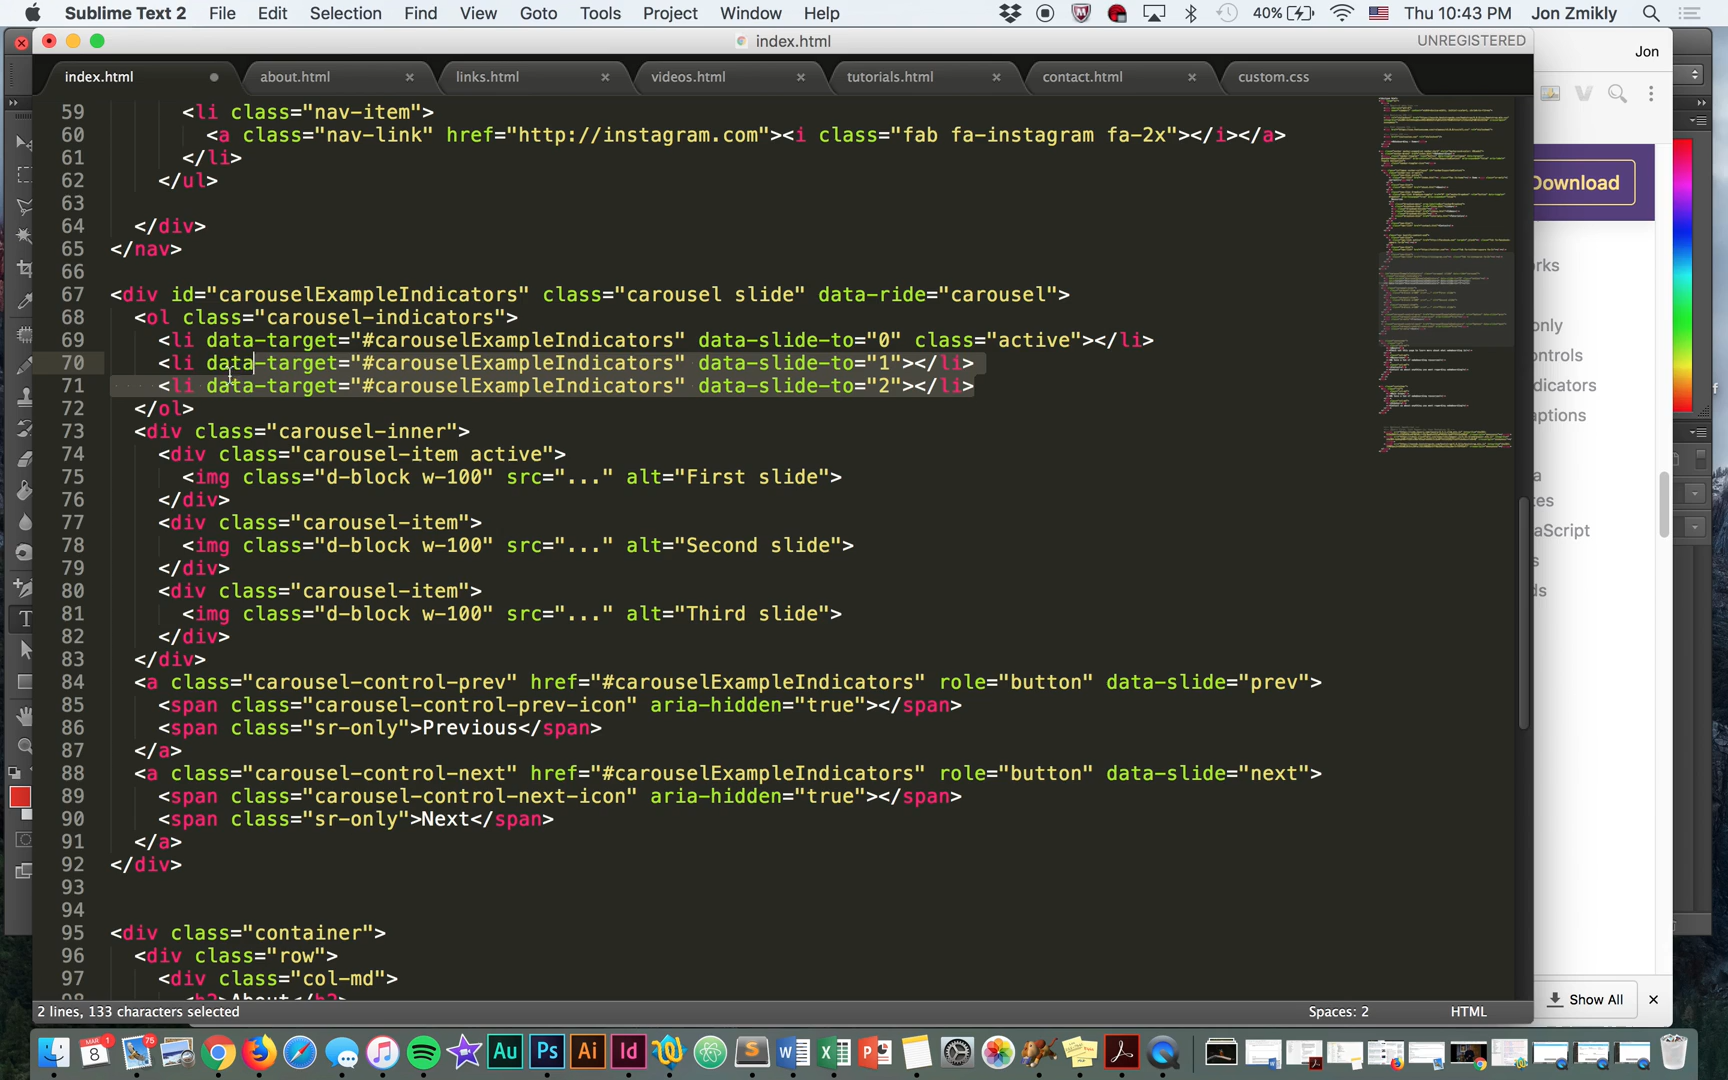 Sublime Text 2 File Edit Selection Find View Goto Tools Project Window Help 40% Thu 10:43 PM Jon Zmikly
index.html UNREGISTERED
Jon
index.html about.html links.html videos.html tutorials.html contact.html custom.css
59 <li class="nav-item">
60 <a class="nav-link" href="http://instagram.com"><i class="fab fa-instagram fa-2x"></i></a>
61 </li>
62 </ul>
63
64 </div>
65 </nav>
66
67 <div id="carouselExampleIndicators" class="carousel slide" data-ride="carousel">
68 <ol class="carousel-indicators">
69 <li data-target="#carouselExampleIndicators" data-slide-to="0" class="active"></li>
70 <li data-target="#carouselExampleIndicators" data-slide-to="1"></li>
71 <li data-target="#carouselExampleIndicators" data-slide-to="2"></li>
72 </ol>
73 <div class="carousel-inner">
74 <div class="carousel-item active">
75 <img class="d-block w-100" src="..." alt="First slide">
76 </div>
77 <div class="carousel-item">
78 <img class="d-block w-100" src="..." alt="Second slide">
79 </div>
80 <div class="carousel-item">
81 <img class="d-block w-100" src="..." alt="Third slide">
82 </div>
83 </div>
84 <a class="carousel-control-prev" href="#carouselExampleIndicators" role="button" data-slide="prev">
85 <span class="carousel-control-prev-icon" aria-hidden="true"></span>
86 <span class="sr-only">Previous</span>
87 </a>
88 <a class="carousel-control-next" href="#carouselExampleIndicators" role="button" data-slide="next">
89 <span class="carousel-control-next-icon" aria-hidden="true"></span>
90 <span class="sr-only">Next</span>
91 </a>
92 </div>
93
94
95 <div class="container">
96 <div class="row">
97 <div class="col-md">
98 <h2>About</h2>
Download
rks
only
ontrols
dicators
aptions
a
tes
aScript
s
ds
2 lines, 133 characters selected Spaces: 2 HTML
Show All
MAR 1
8
75
Au Ps Ai Id